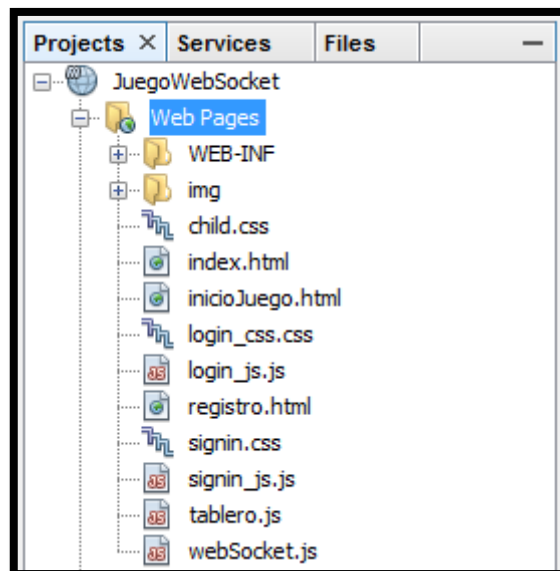 Projects Services Files
JuegoWebSocket
Web Pages
WEB-INF
img
child.css
index.html
inicioJuego.html
login_css.css
login_js.js
registro.html
signin.css
signin_js.js
tablero.js
webSocket.js